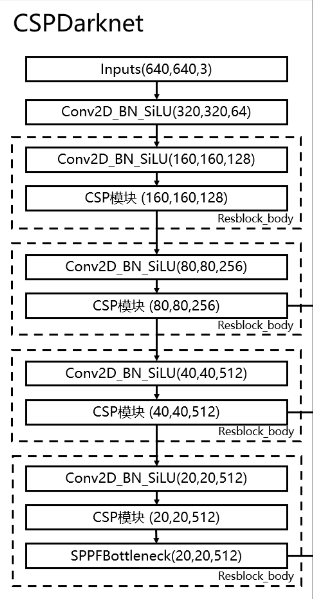 CSPDarknet
Inputs(640,640,3)
Conv2D_BN_SiLU(320,320,64)
Conv2D_BN_SiLU(160,160,128)
CSP模块 (160,160,128)
Resblock_body
Conv2D_BN_SiLU(80,80,256)
CSP模块 (80,80,256)
Resblock_body
Conv2D_BN_SiLU(40,40,512)
CSP模块 (40,40,512)
Resblock_body
Conv2D_BN_SiLU(20,20,512)
CSP模块 (20,20,512)
SPPFBottleneck(20,20,512)
Resblock_body